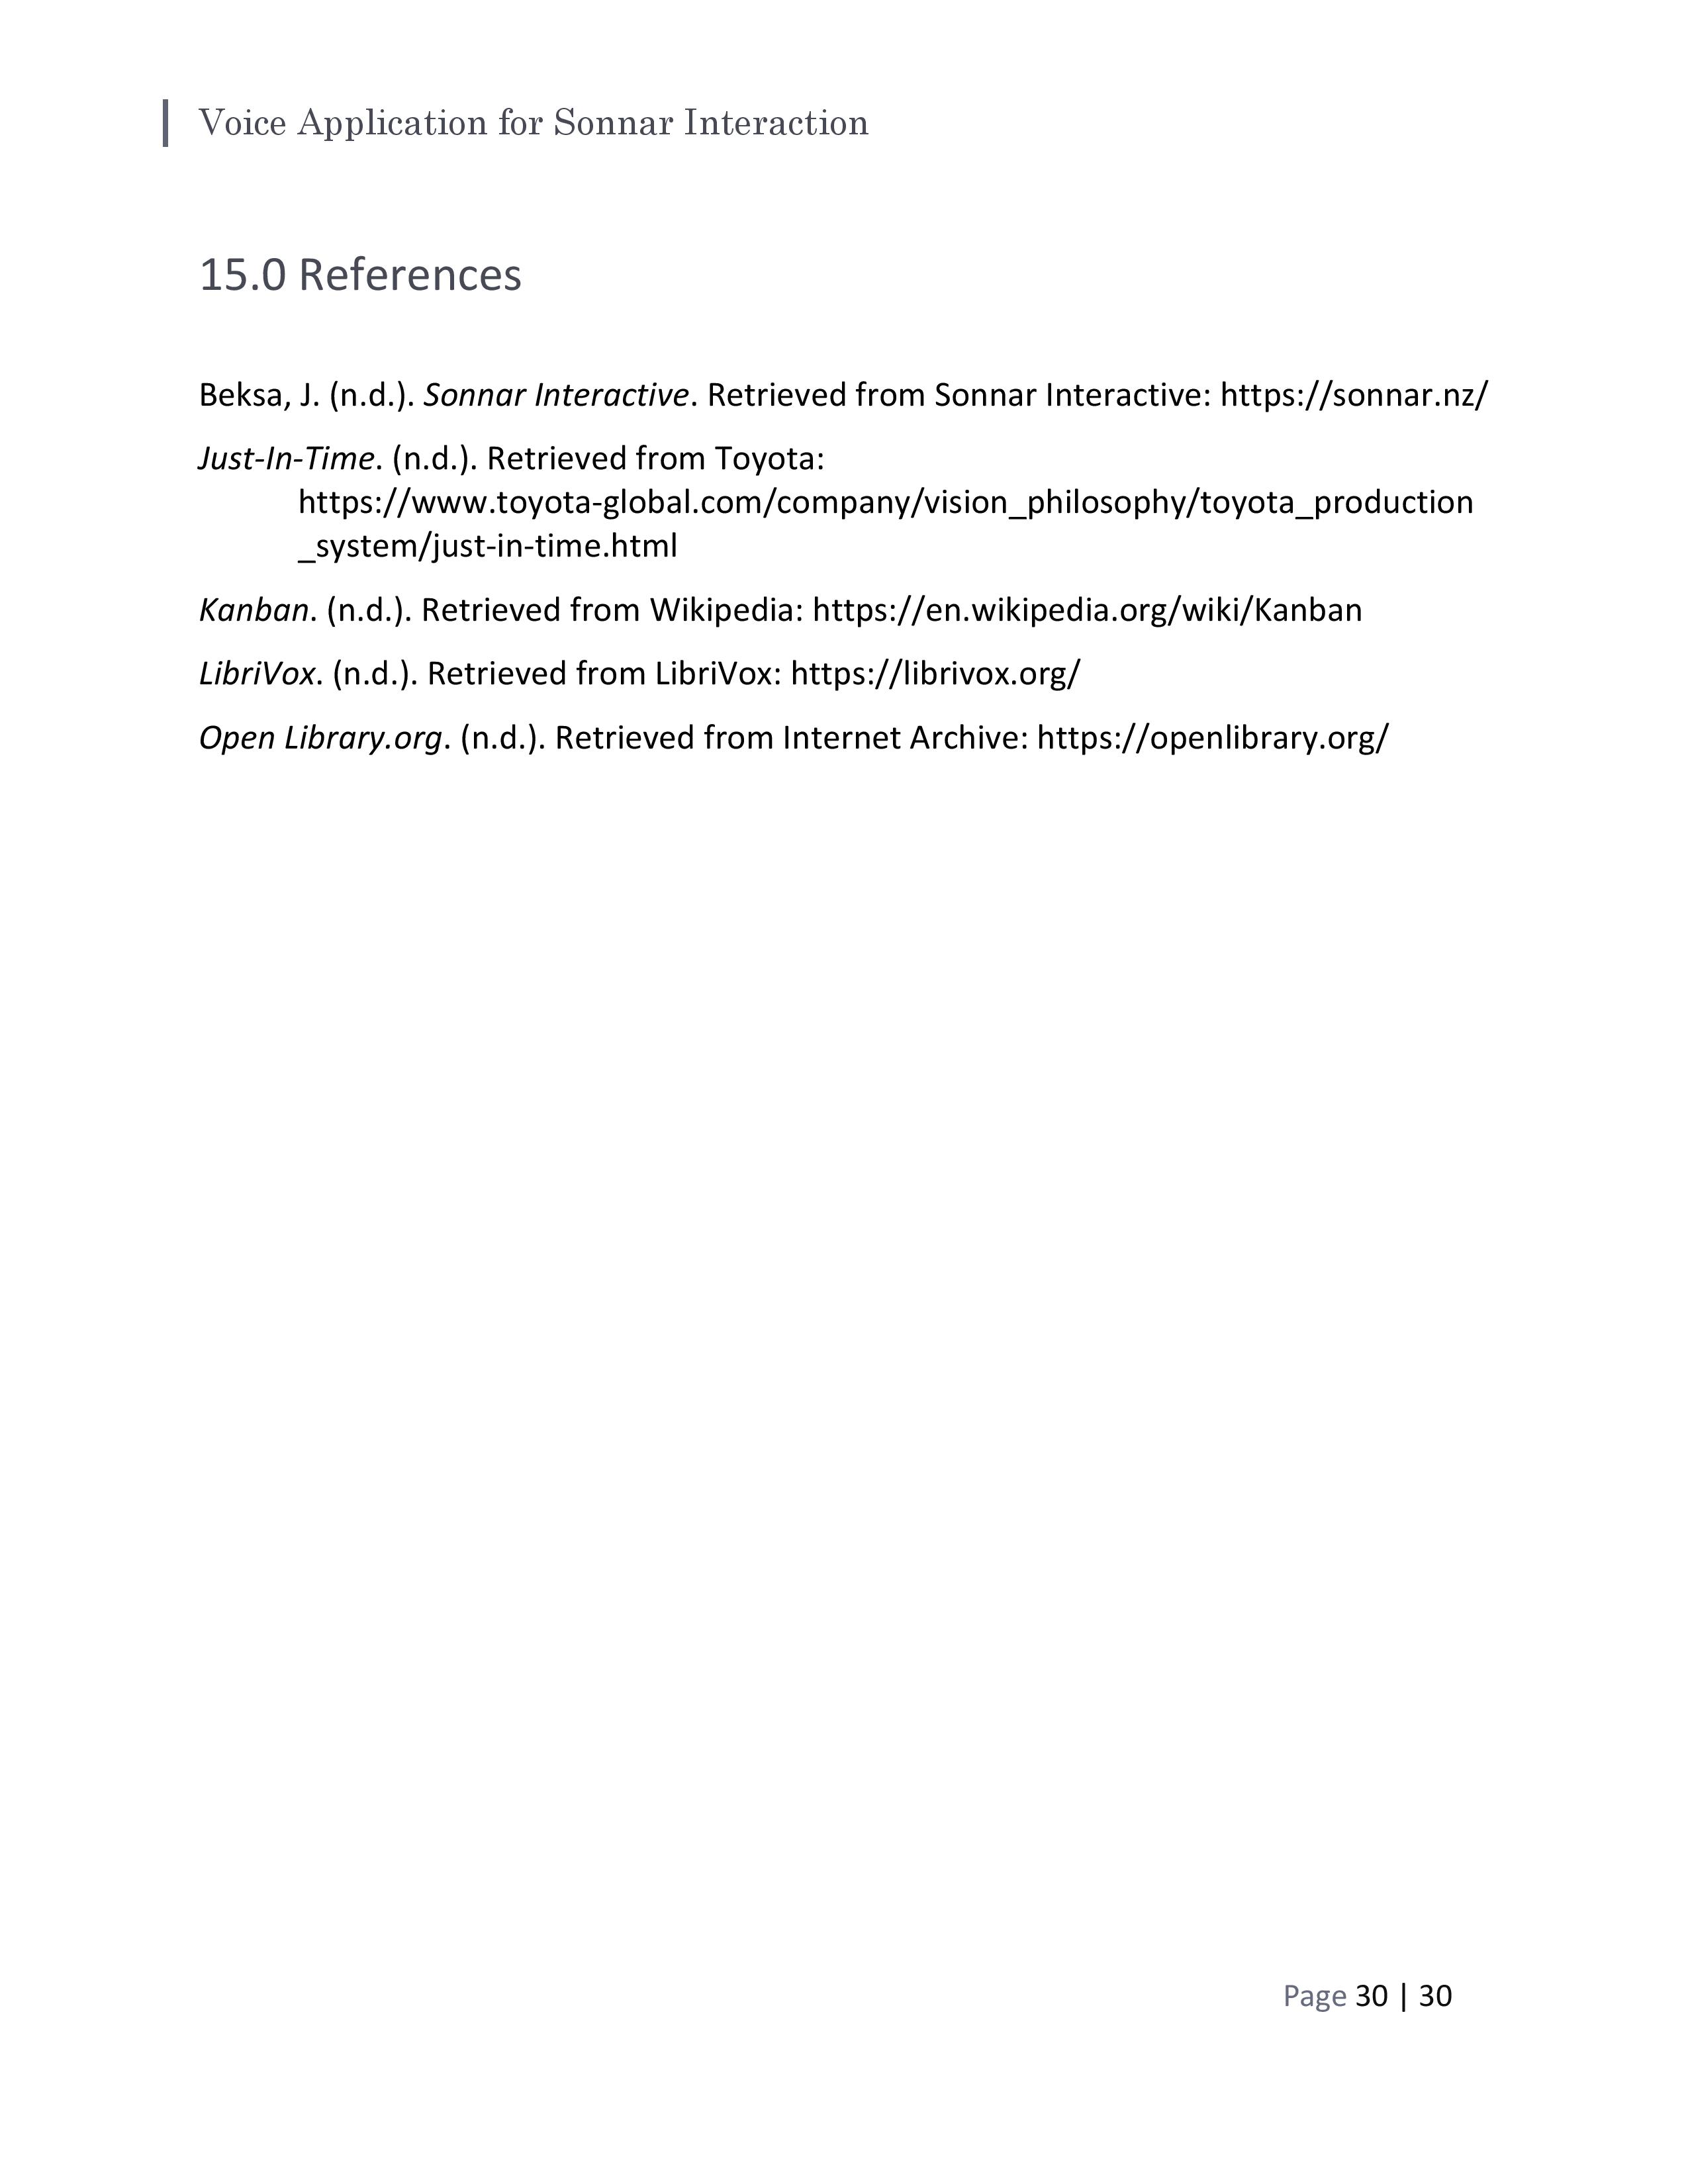 Voice Application for Sonnar Interaction
15.0 References
Beksa, J. (n.d.). Sonnar Interactive. Retrieved from Sonnar Interactive: https://sonnar.nz/
Just-In-Time. (n.d.). Retrieved from Toyota:
https://www.toyota-global.com/company/vision_philosophy/toyota_production
_system/just-in-time.html
Kanban. (n.d.). Retrieved from Wikipedia: https://en.wikipedia.org/wiki/Kanban
LibriVox. (n.d.). Retrieved from LibriVox: https://librivox.org/
Open Library.org. (n.d.). Retrieved from Internet Archive: https://openlibrary.org/
Page 30 | 30